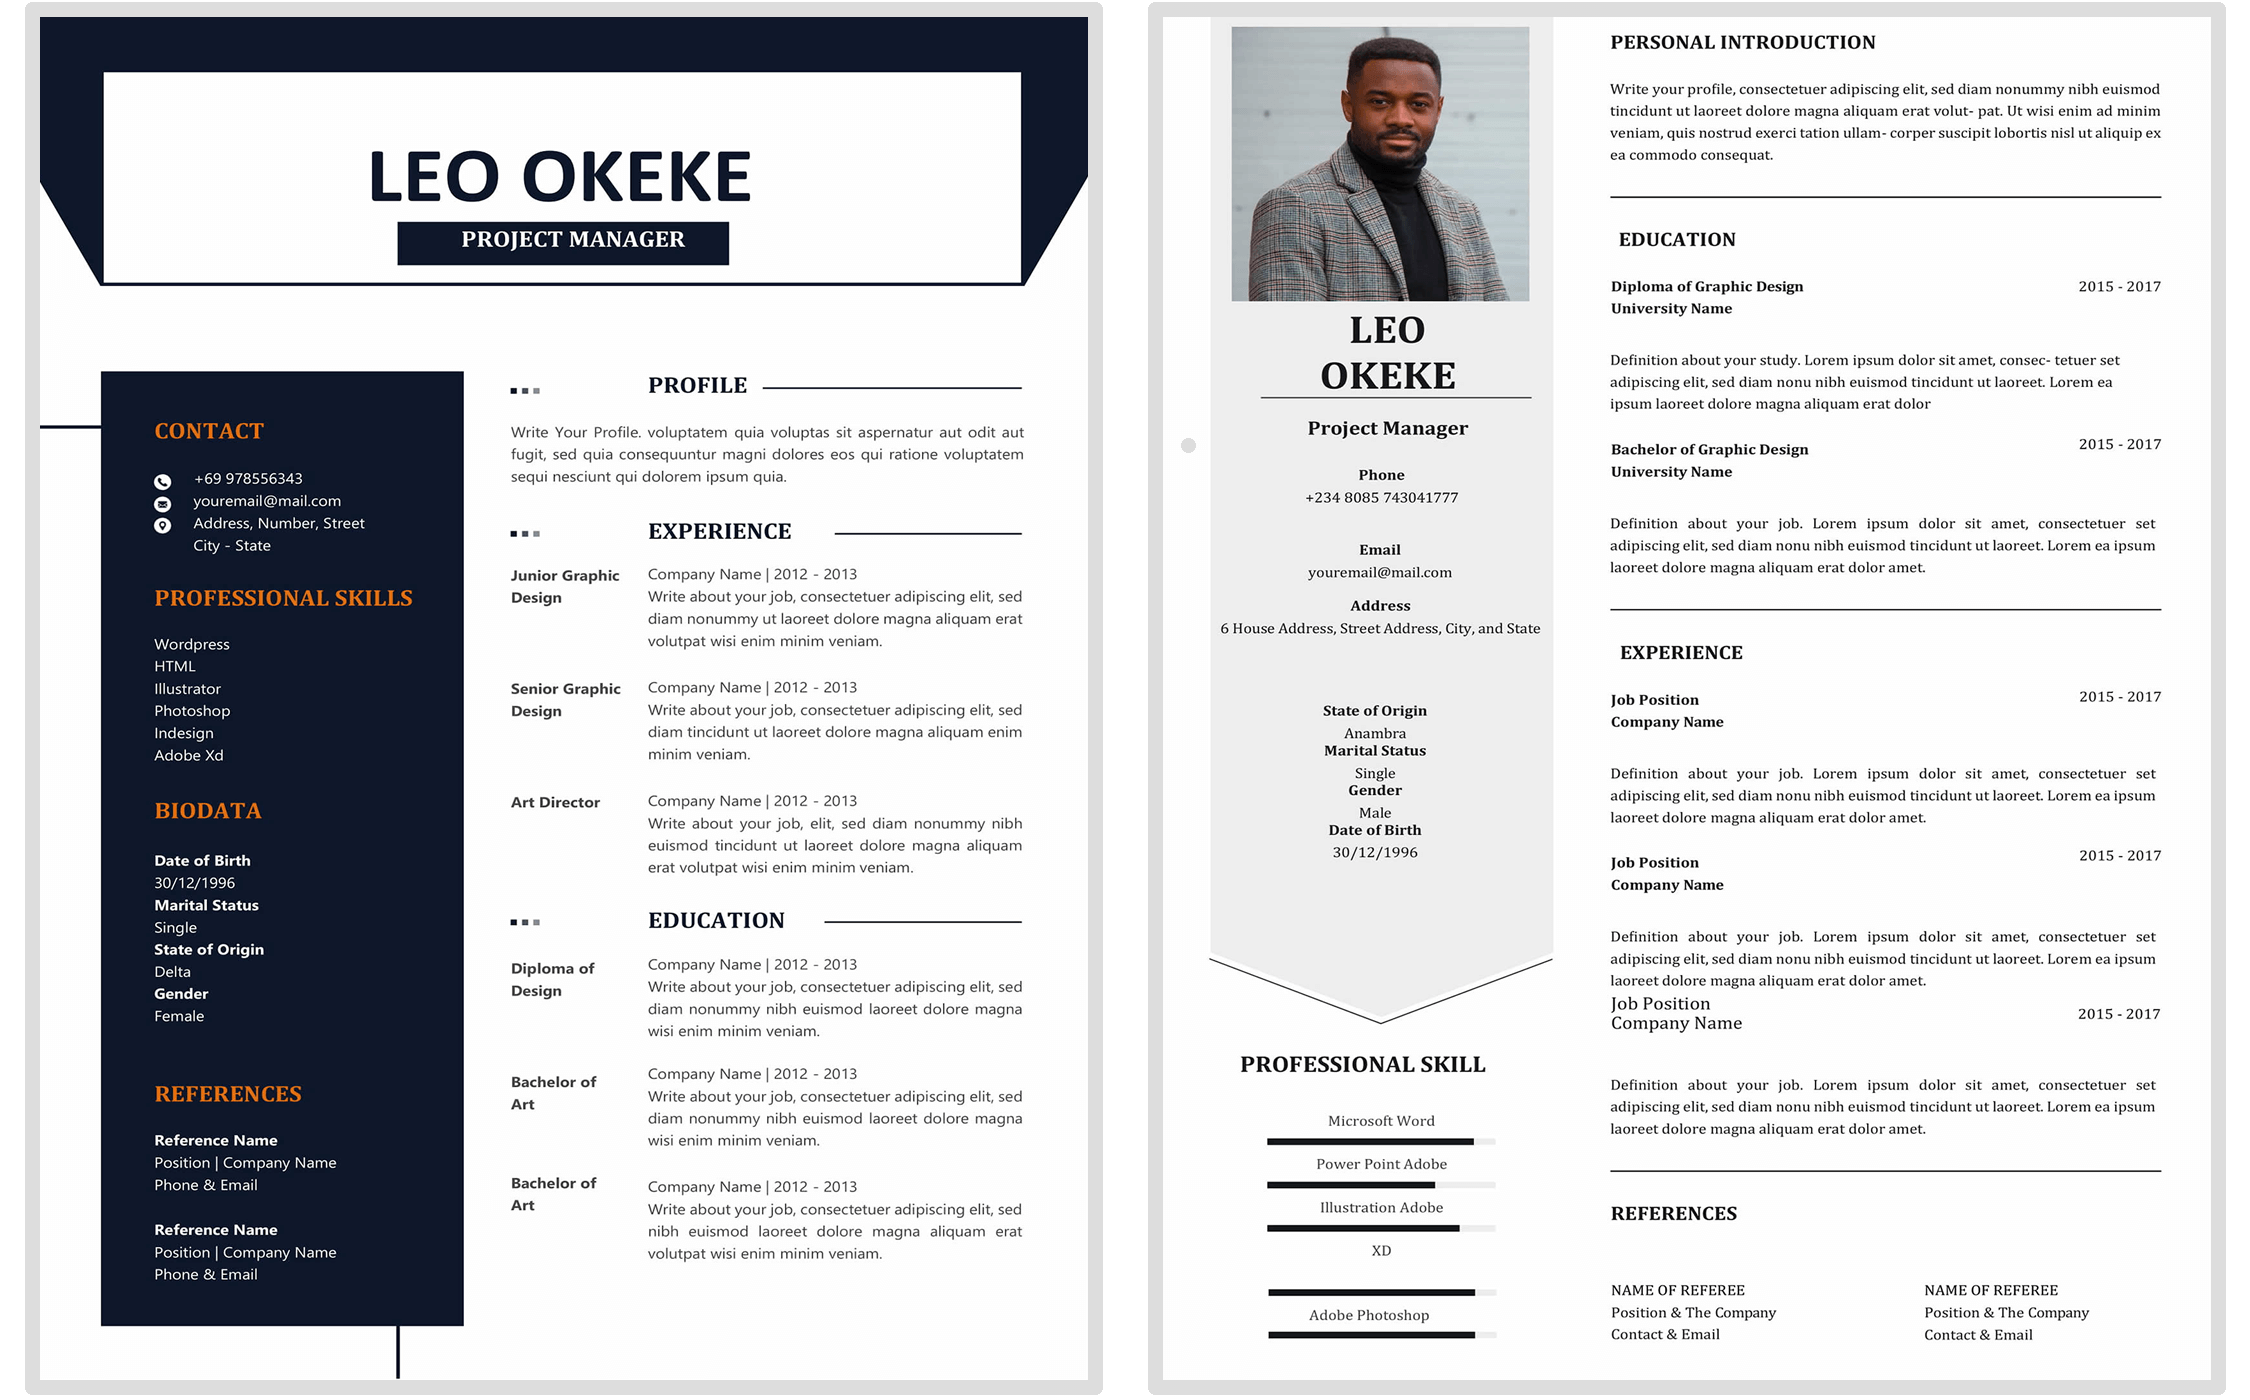 LEO OKEKE
PROJECT MANAGER
CONTACT
+69 978556343
youremail@mail.com
Address, Number, Street
City - State
PROFESSIONAL SKILLS
Wordpress
HTML
Illustrator
Photoshop
Indesign
Adobe Xd
BIODATA
Date of Birth
30/12/1996
Marital Status
Single
State of Origin
Delta
Gender
Female
REFERENCES
Reference Name
Position | Company Name
Phone & Email
Reference Name
Position | Company Name
Phone & Email
PROFILE
Write Your Profile. voluptatem quia voluptas sit aspernatur aut odit aut
fugit, sed quia consequuntur magni dolores eos qui ratione voluptatem
sequi nesciunt qui dolorem ipsum quia.
EXPERIENCE
Junior Graphic
Design
Company Name | 2012 - 2013
Write about your job, consectetuer adipiscing elit, sed
diam nonummy ut laoreet dolore magna aliquam erat
volutpat wisi enim minim veniam.
Senior Graphic
Design
Company Name | 2012 - 2013
Write about your job, consectetuer adipiscing elit, sed
diam tincidunt ut laoreet dolore magna aliquam enim
minim veniam.
Art Director
Company Name | 2012 - 2013
Write about your job, elit, sed diam nonummy nibh
euismod tincidunt ut laoreet dolore magna aliquam
erat volutpat wisi enim minim veniam.
EDUCATION
Diploma of
Design
Company Name | 2012 - 2013
Write about your job, consectetuer adipiscing elit, sed
diam nonummy nibh euismod laoreet dolore magna
wisi enim minim veniam.
Bachelor of
Art
Company Name | 2012 - 2013
Write about your job, consectetuer adipiscing elit, sed
diam nonummy nibh euismod laoreet dolore magna
wisi enim minim veniam.
Bachelor of
Art
Company Name | 2012 - 2013
Write about your job, consectetuer adipiscing elit, sed
nibh euismod laoreet dolore magna aliquam erat
volutpat wisi enim minim veniam.
LEO
OKEKE
Project Manager
Phone
+234 8085 743041777
Email
youremail@mail.com
Address
6 House Address, Street Address, City, and State
State of Origin
Anambra
Marital Status
Single
Gender
Male
Date of Birth
30/12/1996
PROFESSIONAL SKILL
Microsoft Word
Power Point Adobe
Illustration Adobe
XD
Adobe Photoshop
PERSONAL INTRODUCTION
Write your profile, consectetuer adipiscing elit, sed diam nonummy nibh euismod
tincidunt ut laoreet dolore magna aliquam erat volut- pat. Ut wisi enim ad minim
veniam, quis nostrud exerci tation ullam- corper suscipit lobortis nisl ut aliquip ex
ea commodo consequat.
EDUCATION
Diploma of Graphic Design
2015 - 2017
University Name
Definition about your study. Lorem ipsum dolor sit amet, consec- tetuer set
adipiscing elit, sed diam nonu nibh euismod tincidunt ut laoreet. Lorem ea
ipsum laoreet dolore magna aliquam erat dolor
Bachelor of Graphic Design
2015 - 2017
University Name
Definition about your job. Lorem ipsum dolor sit amet, consectetuer set
adipiscing elit, sed diam nonu nibh euismod tincidunt ut laoreet. Lorem ea ipsum
laoreet dolore magna aliquam erat dolor amet.
EXPERIENCE
Job Position
2015 - 2017
Company Name
Definition about your job. Lorem ipsum dolor sit amet, consectetuer set
adipiscing elit, sed diam nonu nibh euismod tincidunt ut laoreet. Lorem ea ipsum
laoreet dolore magna aliquam erat dolor amet.
Job Position
2015 - 2017
Company Name
Definition about your job. Lorem ipsum dolor sit amet, consectetuer set
adipiscing elit, sed diam nonu nibh euismod tincidunt ut laoreet. Lorem ea ipsum
laoreet dolore magna aliquam erat dolor amet.
Job Position
Company Name
2015 - 2017
Definition about your job. Lorem ipsum dolor sit amet, consectetuer set
adipiscing elit, sed diam nonu nibh euismod tincidunt ut laoreet. Lorem ea ipsum
laoreet dolore magna aliquam erat dolor amet.
REFERENCES
NAME OF REFEREE
Position & The Company
Contact & Email
NAME OF REFEREE
Position & The Company
Contact & Email